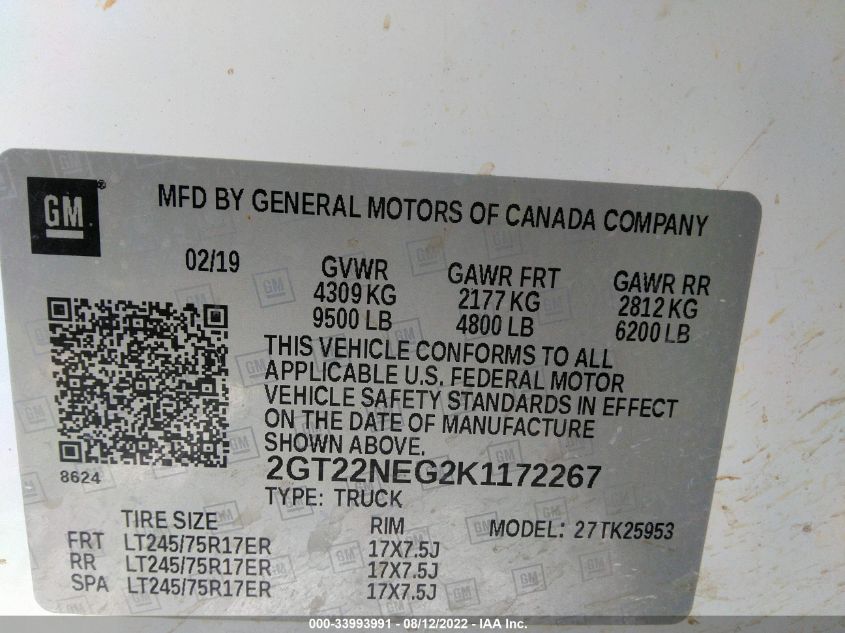 GM®
MFD BY GENERAL MOTORS OF CANADA COMPANY
02/19
GVWR
4309 KG
9500 LB
GAWR FRT
2177 KG
4800 LB
GAWR RR
2812 KG
6200 LB
THIS VEHICLE CONFORMS TO ALL
APPLICABLE U.S. FEDERAL MOTOR
VEHICLE SAFETY STANDARDS IN EFFECT
ON THE DATE OF MANUFACTURE
SHOWN ABOVE.
8624
2GT22NEG2K1172267
TYPE: TRUCK
TIRE SIZE RIM MODEL: 27TK25953
FRT LT245/75R17ER 17X7.5J
RR LT245/75R17ER 17X7.5J
SPA LT245/75R17ER 17X7.5J
000-33993991 - 08/12/2022 - IAA Inc.